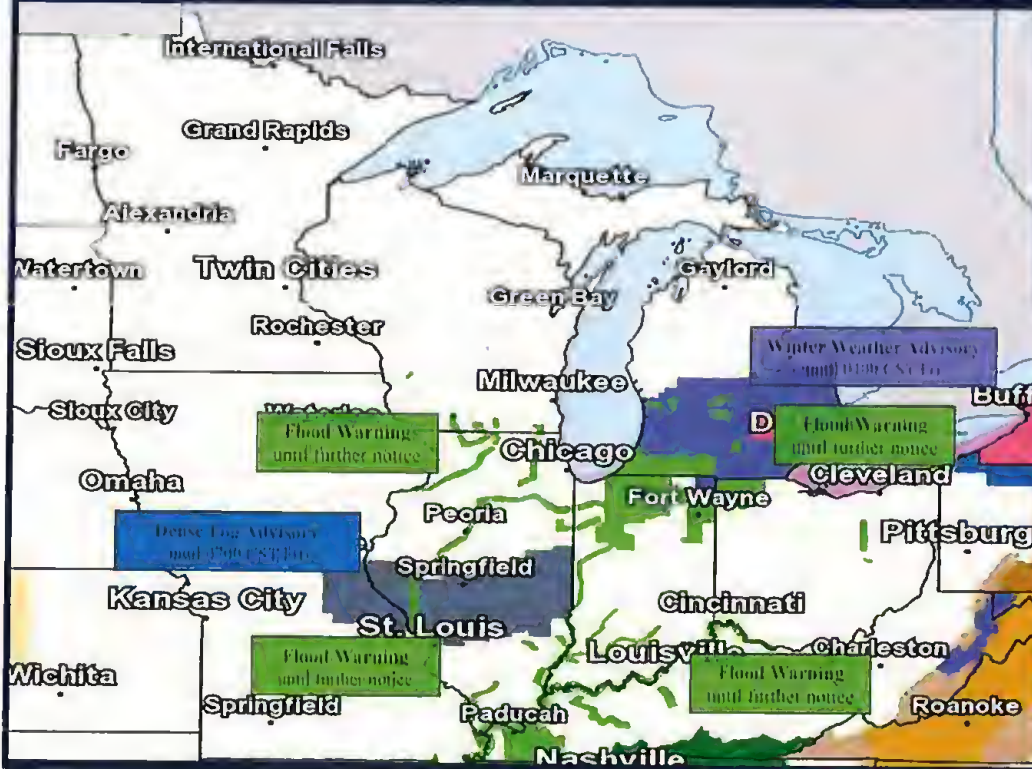 International Falls
Grand Rapids
Fargo
Marquette
Alexandria
Watertown
Twin Cities
Gaylord
Green Bay
Rochester
Winter Weather Advisory
until
Sioux Falls
Milwaukee
Buff
Sioux City
Flood Warnings
until further notice
D
Flood Warning
until further notice
Chicago
Cleveland
Omaha
Fort Wayne
Peoria
Dense Fog Advisory
until
Pittsburg
Springfield
Kansas City
Cincinnati
St. Louis
Louisville
Charleston
Flood Warning
until further notice
Flood Warning
until further notice
Wichita
Springfield
Paducah
Roanoke
Nashville